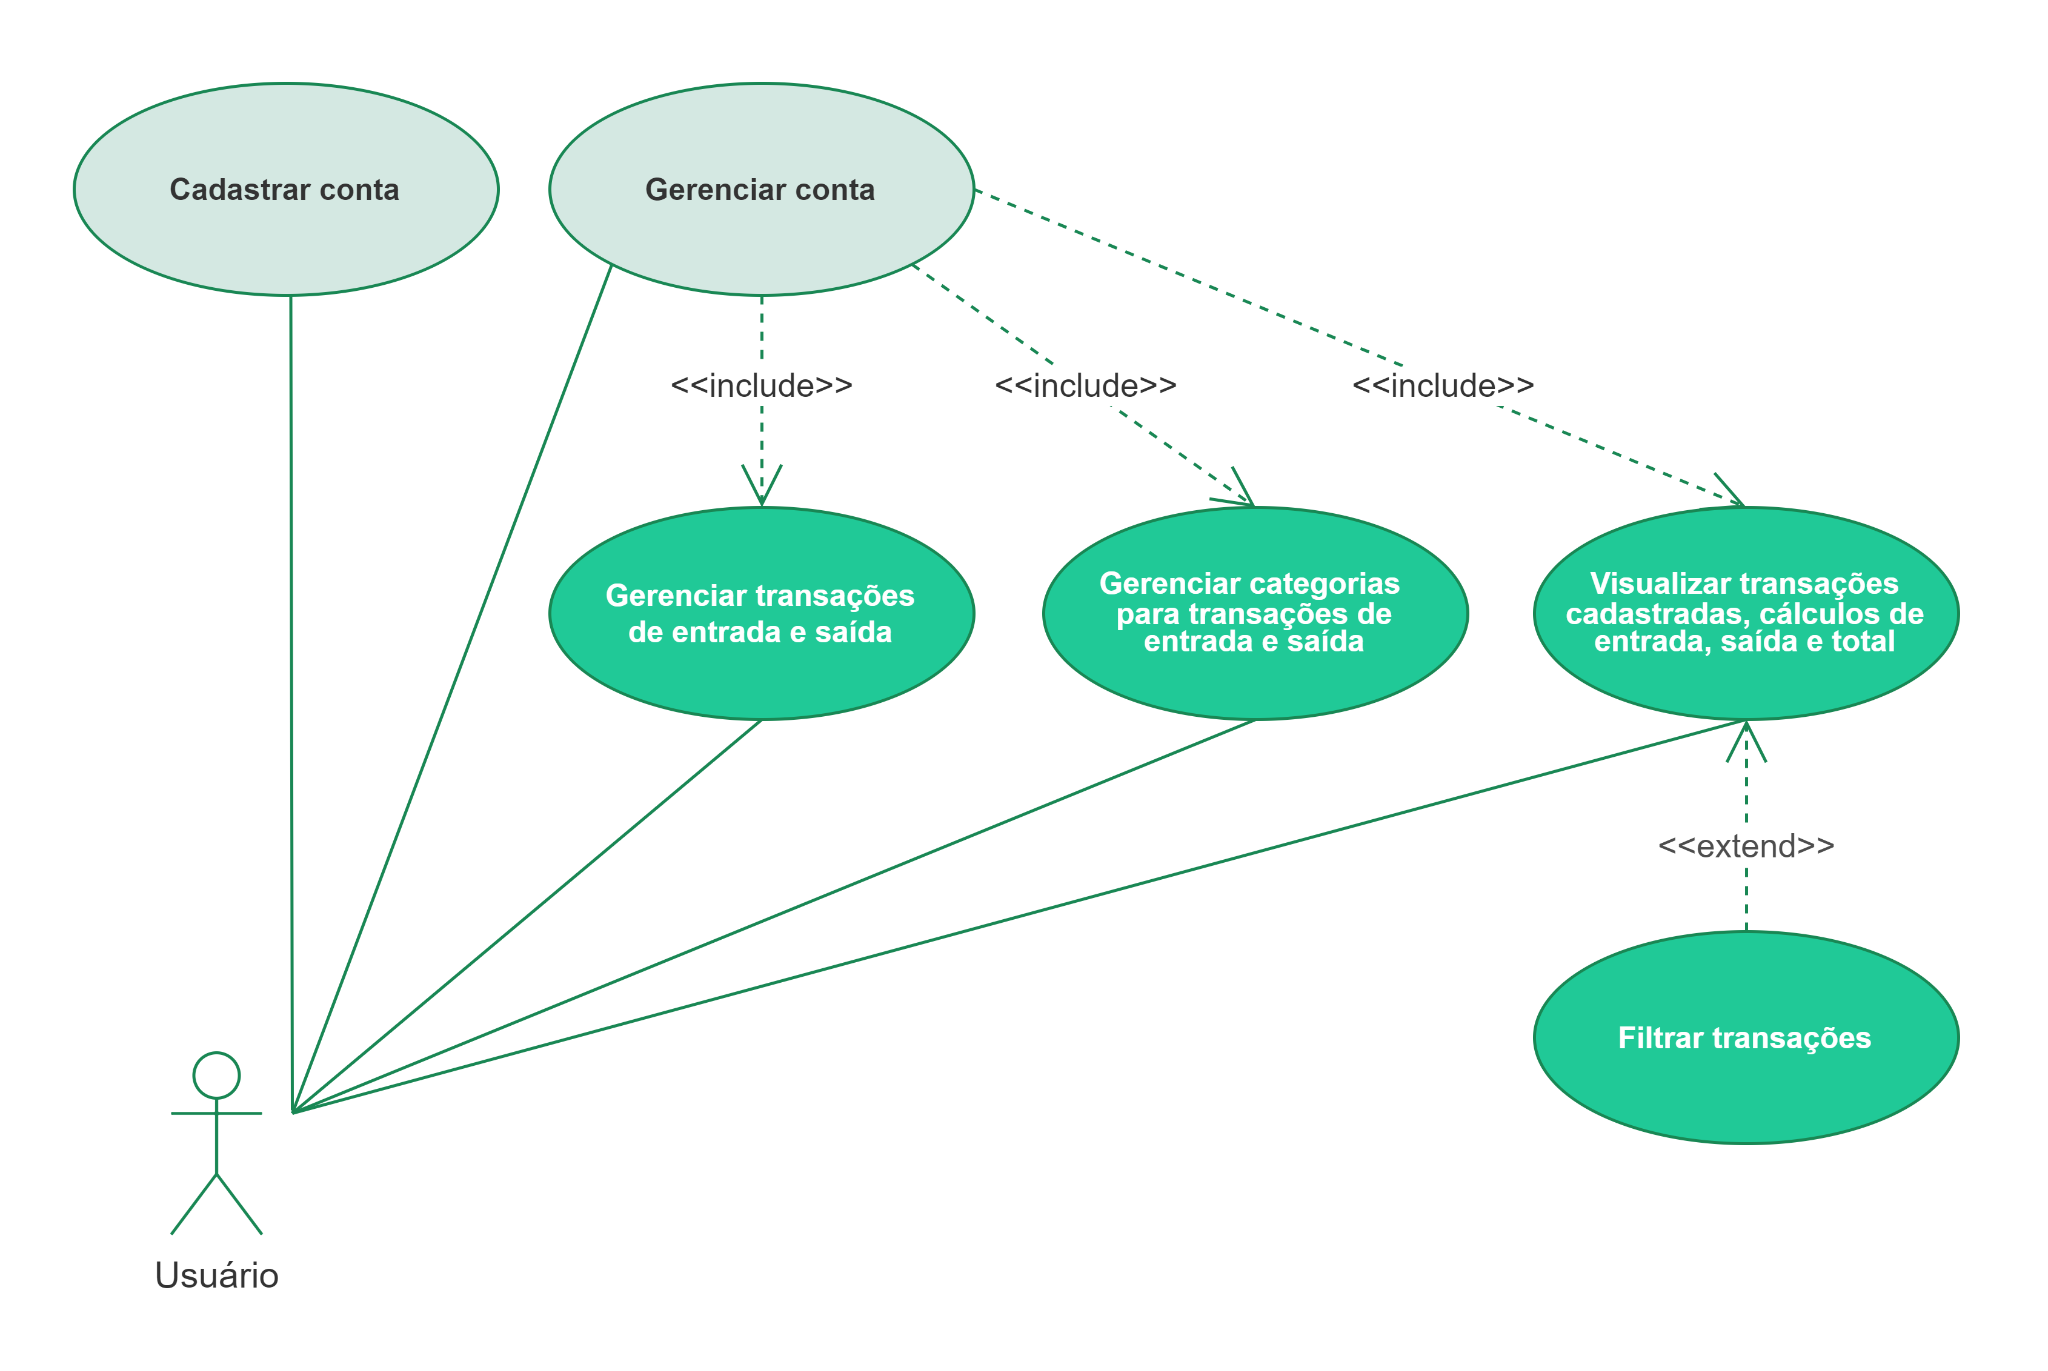 Cadastrar conta
Gerenciar conta
<<include>>
<<include>>
<<include>>
Gerenciar transações
de entrada e saída
Gerenciar categorias
para transações de
entrada e saída
Visualizar transações
cadastradas, cálculos de
entrada, saída e total
<<extend>>
Filtrar transações
Usuário